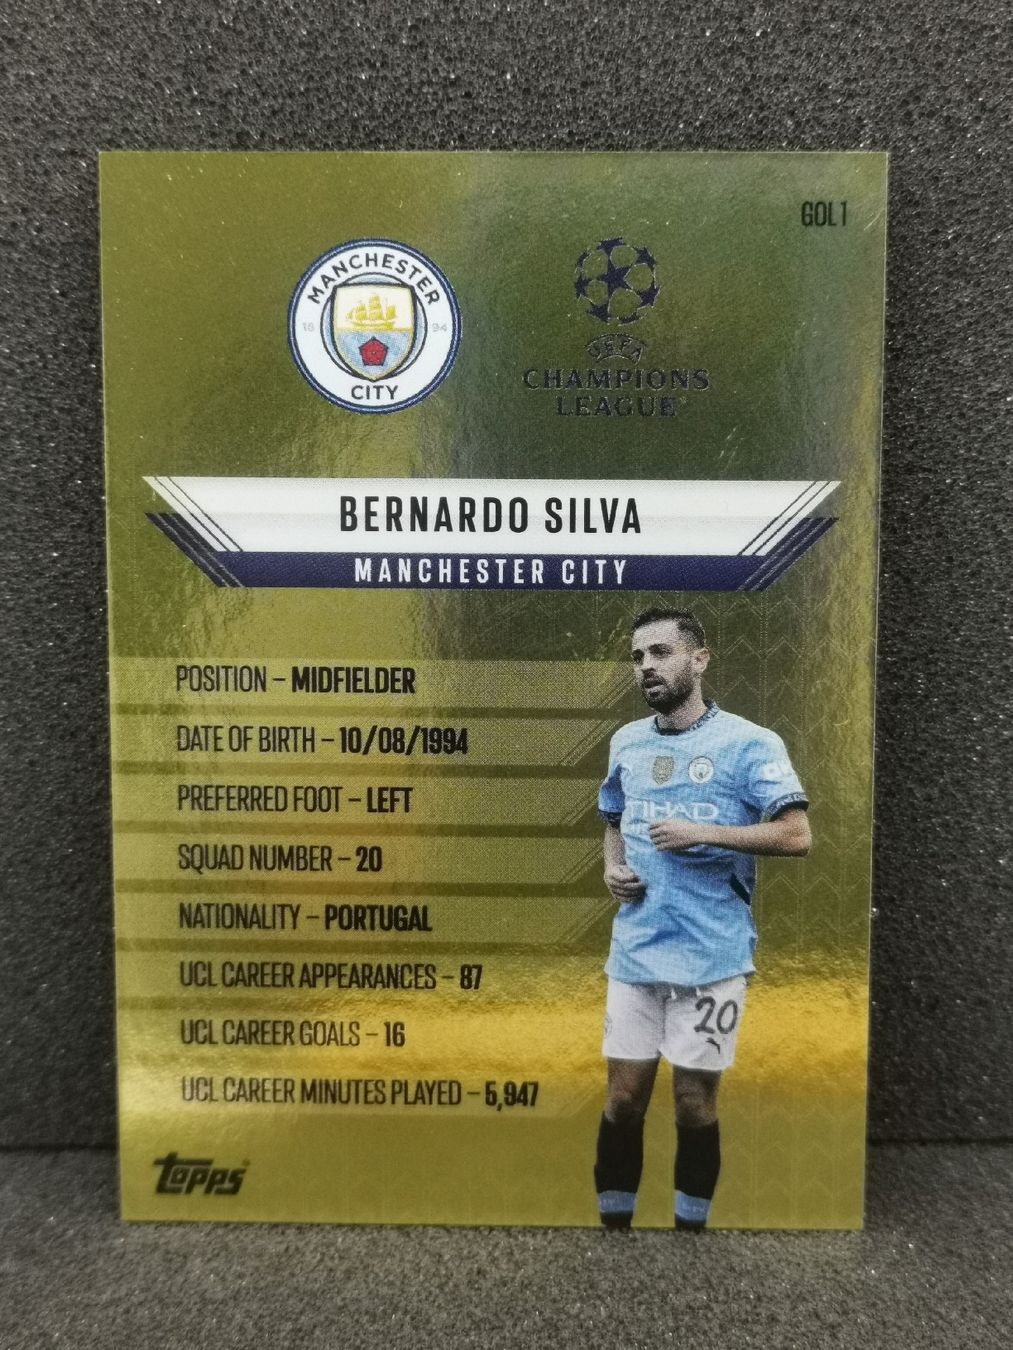 GOL1
MANCHESTER
18 94
CITY
UEFA
CHAMPIONS
LEAGUE
BERNARDO SILVA
MANCHESTER CITY
POSITION – MIDFIELDER
DATE OF BIRTH – 10/08/1994
PREFERRED FOOT – LEFT
SQUAD NUMBER – 20
NATIONALITY – PORTUGAL
UCL CAREER APPEARANCES – 87
UCL CAREER GOALS – 16
UCL CAREER MINUTES PLAYED – 5,947
ETIHAD
20
topps